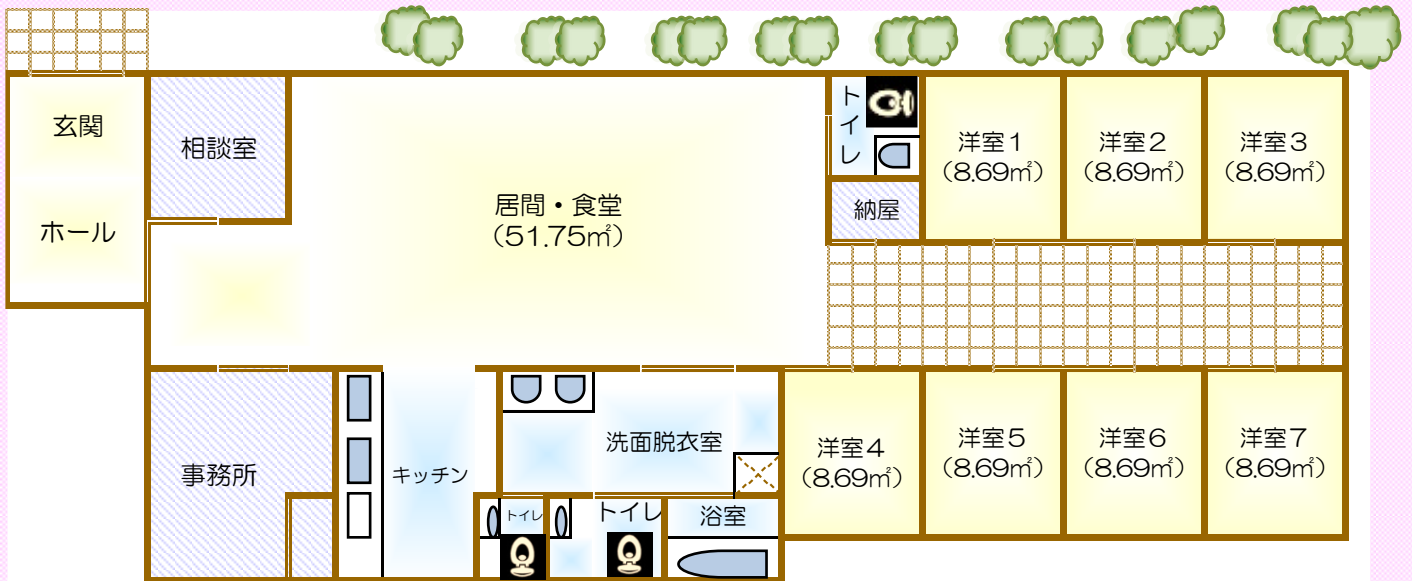 玄関
ホール
相談室
居間・食堂
（51.75㎡）
トイレ
納屋
洋室1
（8.69㎡）
洋室2
（8.69㎡）
洋室3
（8.69㎡）
事務所
キッチン
洗面脱衣室
トイレ
トイレ
浴室
洋室4
（8.69㎡）
洋室5
（8.69㎡）
洋室6
（8.69㎡）
洋室7
（8.69㎡）